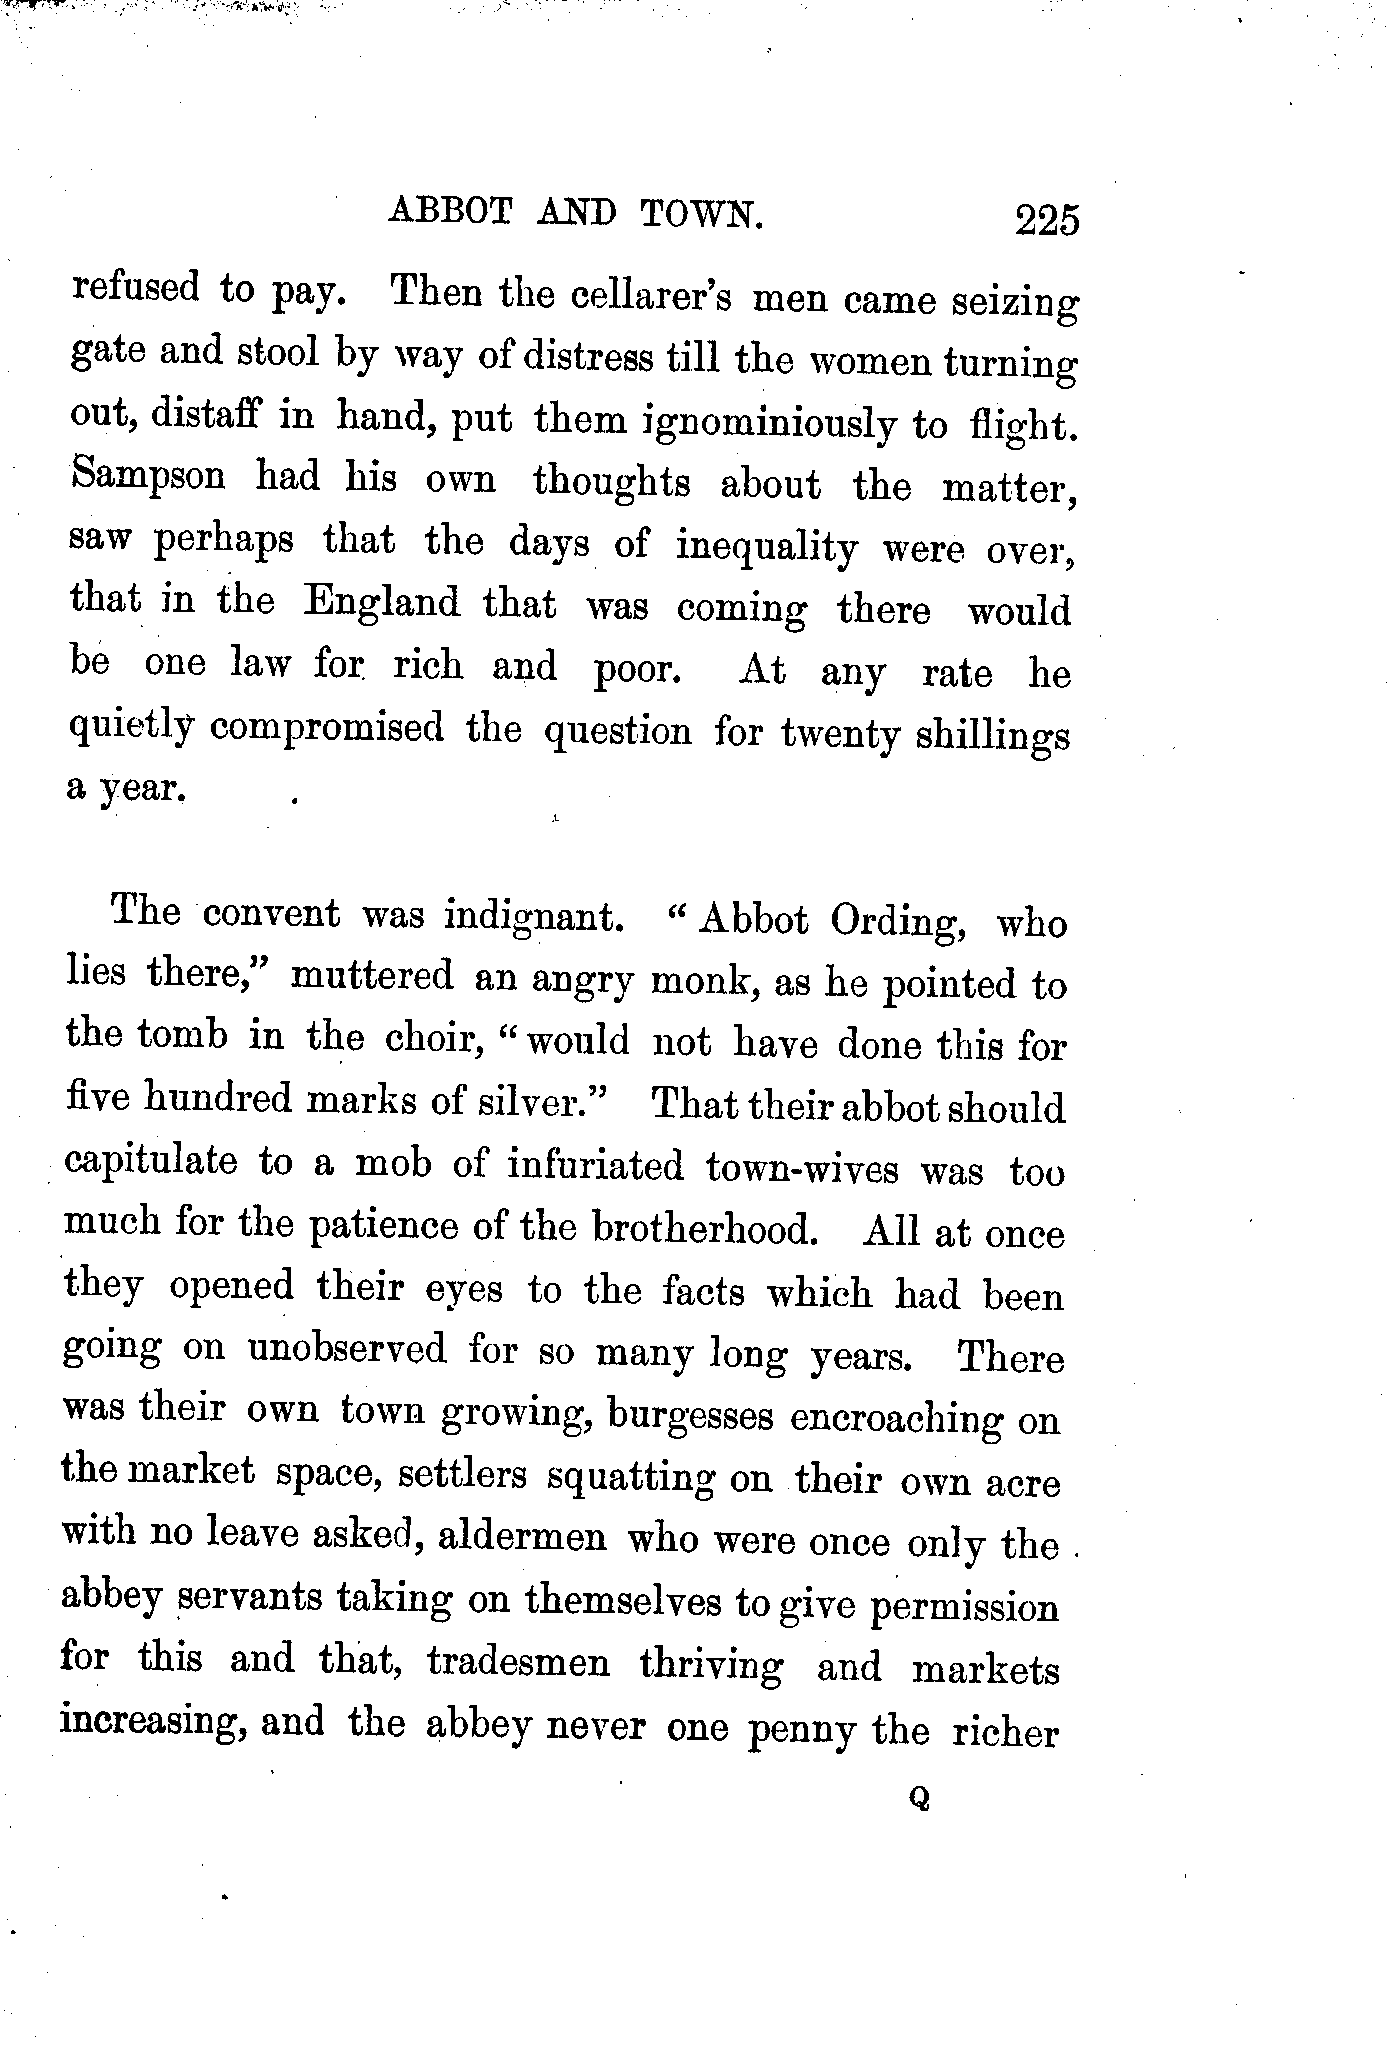 ABBOT AND TOWN. 225
refused to pay. Then the cellarer's men came seizing
gate and stool by way of distress till the women turning
out, distaff in hand, put them ignominiously to flight.
Sampson had his own thoughts about the matter,
saw perhaps that the days of inequality were over,
that in the England that was coming there would
be one law for rich and poor. At any rate he
quietly compromised the question for twenty shillings
a year.
The convent was indignant. "Abbot Ording, who
lies there," muttered an angry monk, as he pointed to
the tomb in the choir, "would not have done this for
five hundred marks of silver." That their abbot should
capitulate to a mob of infuriated town-wives was too
much for the patience of the brotherhood. All at once
they opened their eyes to the facts which had been
going on unobserved for so many long years. There
was their own town growing, burgesses encroaching on
the market space, settlers squatting on their own acre
with no leave asked, aldermen who were once only the
abbey servants taking on themselves to give permission
for this and that, tradesmen thriving and markets
increasing, and the abbey never one penny the richer
Q